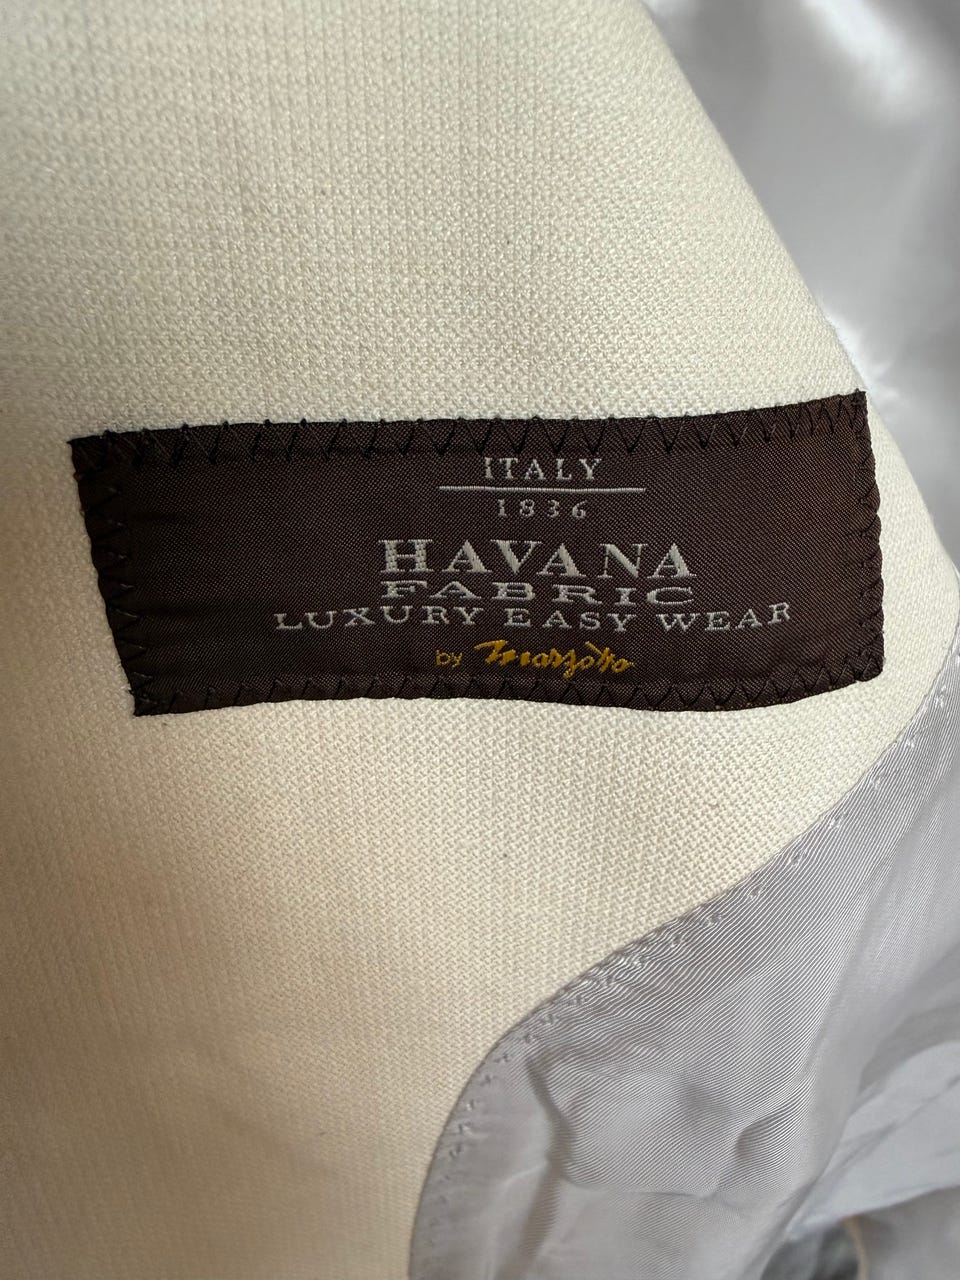 ITALY
1836
HAVANA
FABRIC
LUXURY EASY WEAR
by Marzotto